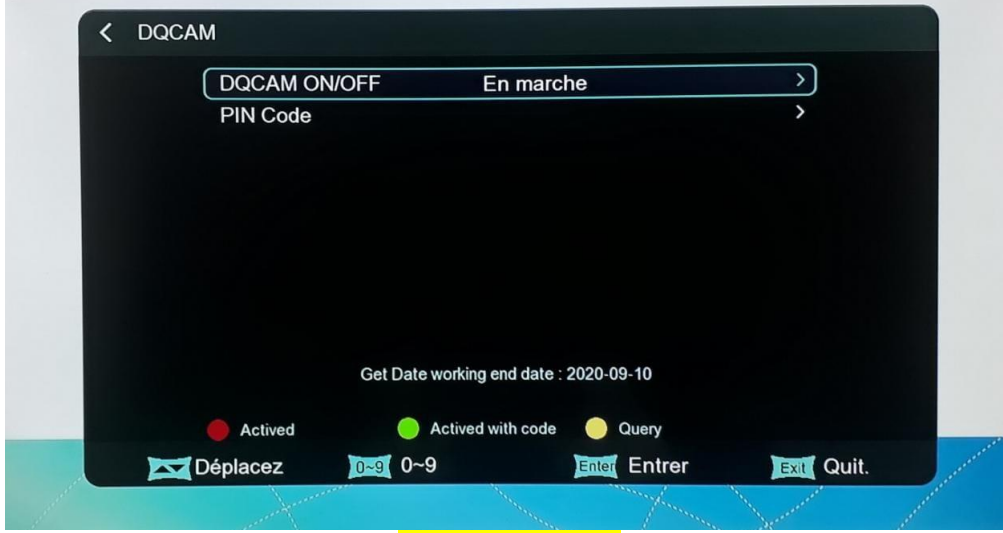 DQCAM
DQCAM ON/OFF En marche
PIN Code
Get Date working end date : 2020-09-10
Actived Actived with code Query
Déplacez 0~9 0~9 Enter Entrer Exit Quit.